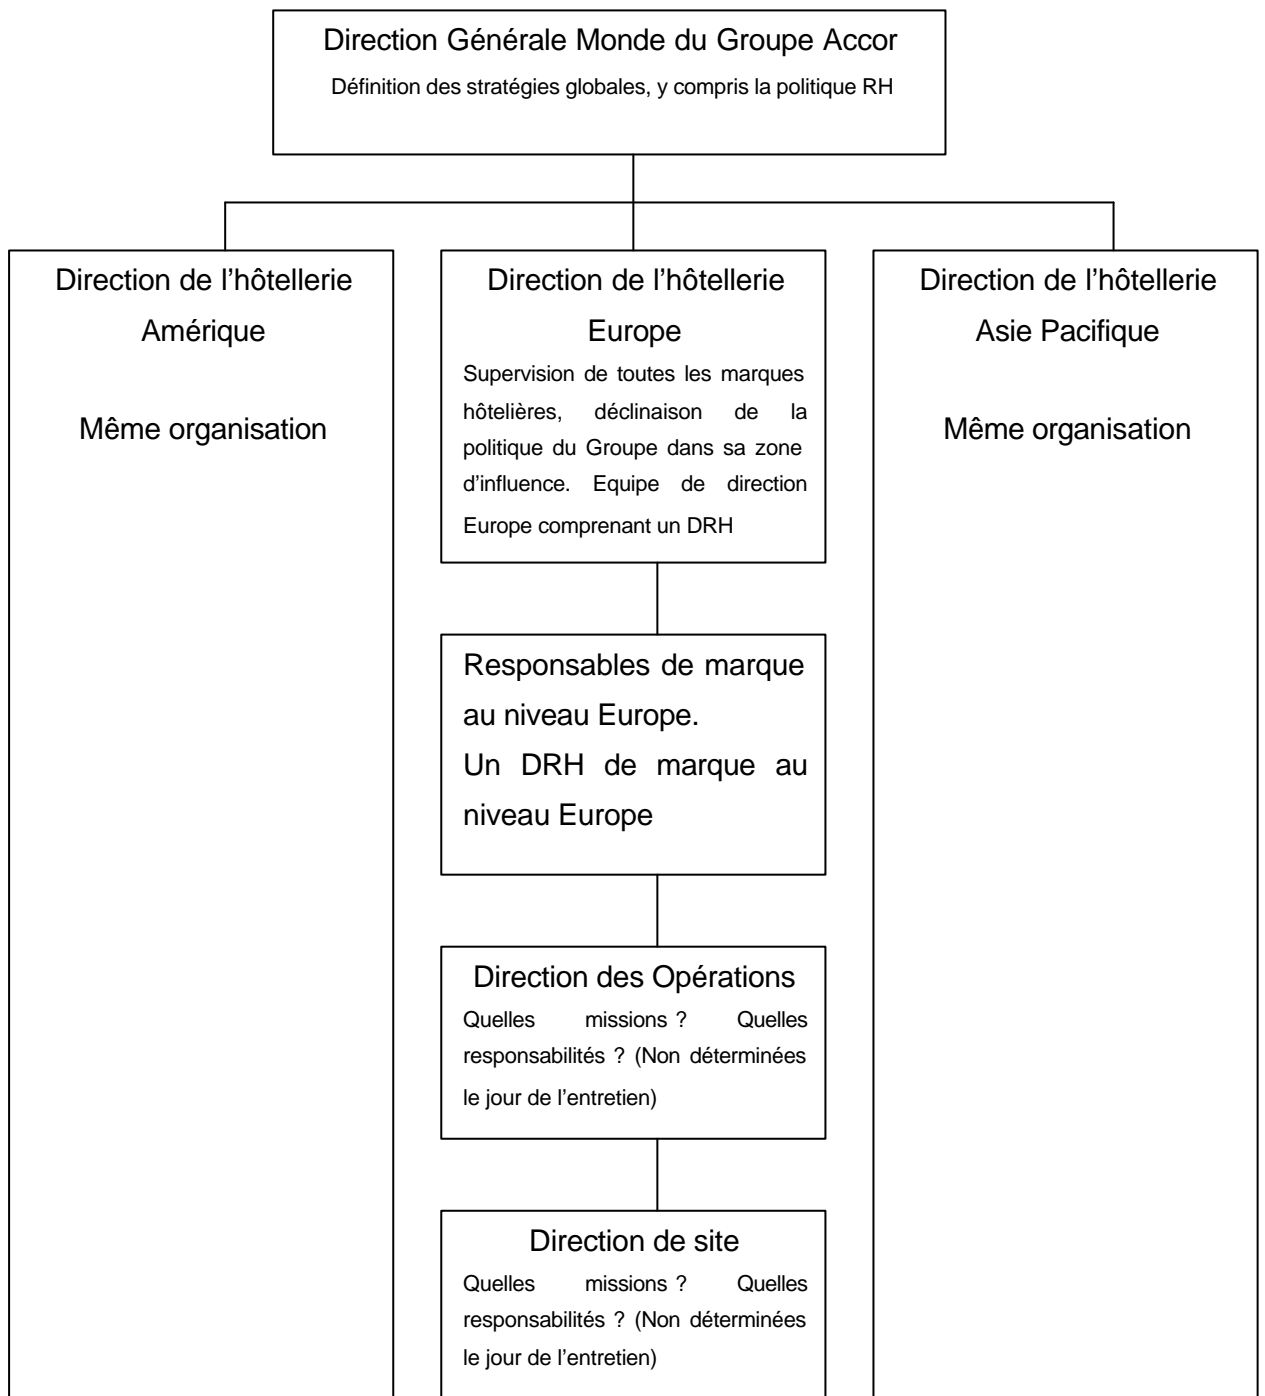 Direction Générale Monde du Groupe Accor
Définition des stratégies globales, y compris la politique RH
Direction de l'hôtellerie
Amérique
Même organisation
Direction de l'hôtellerie
Europe
Supervision de toutes les marques
hôtelières, déclinaison de la
politique du Groupe dans sa zone
d'influence. Equipe de direction
Europe comprenant un DRH
Direction de l'hôtellerie
Asie Pacifique
Même organisation
Responsables de marque
au niveau Europe.
Un DRH de marque au
niveau Europe
Direction des Opérations
Quelles missions ? Quelles
responsabilités ? (Non déterminées
le jour de l'entretien)
Direction de site
Quelles missions ? Quelles
responsabilités ? (Non déterminées
le jour de l'entretien)